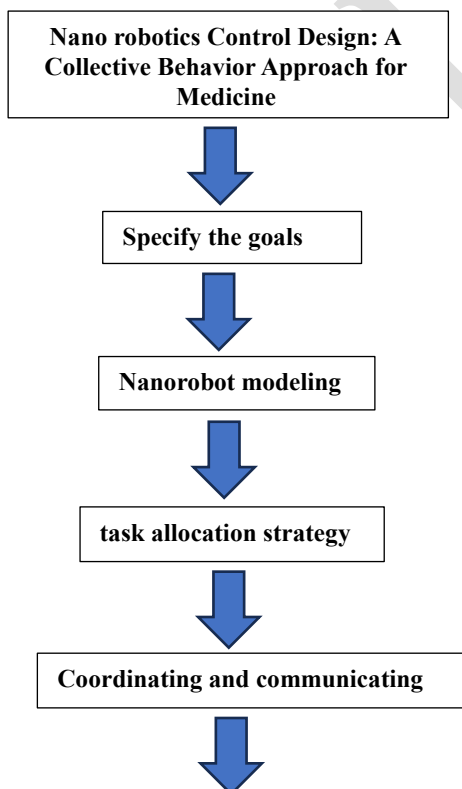 Nano robotics Control Design: A
Collective Behavior Approach for
Medicine
Specify the goals
Nanorobot modeling
task allocation strategy
Coordinating and communicating